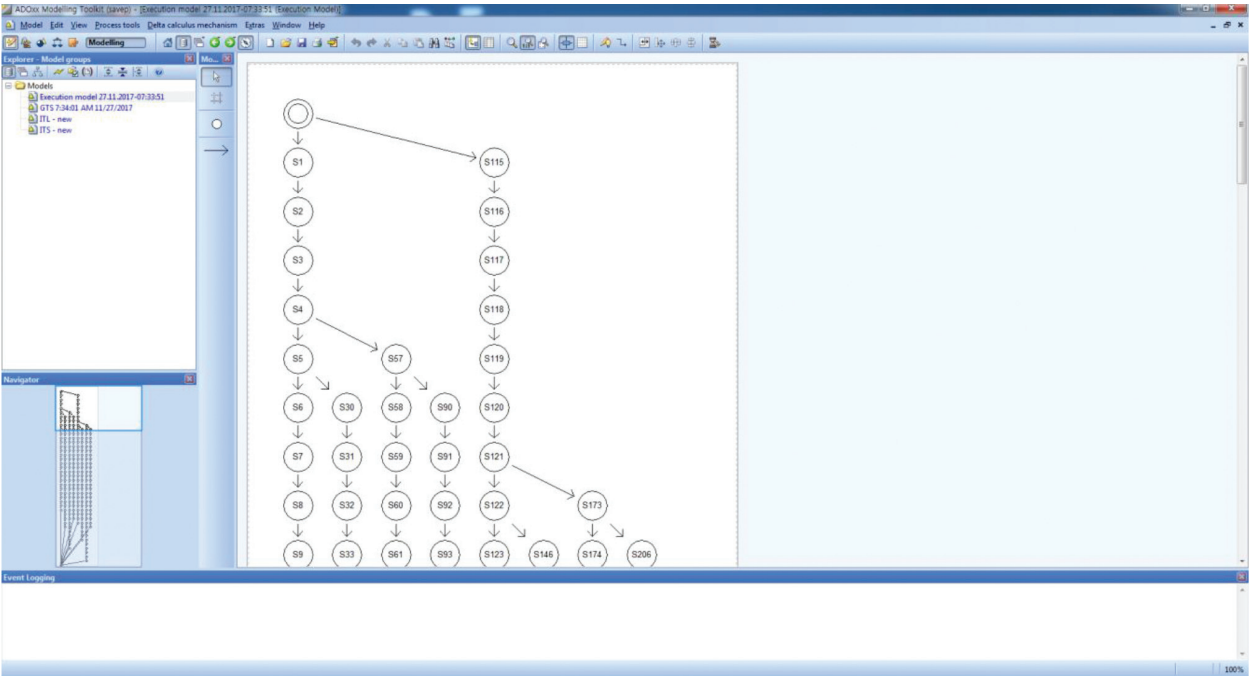 ADOxx Modelling Toolkit (savep) - [Execution model 27.11.2017-07:33:51 (Execution Model)]
Model Edit View Process tools Delta calculus mechanism Extras Window Help
Modelling
Explorer - Model groups
Mo...
Models
Execution model 27.11.2017-07:33:51
GTS 7:34:01 AM 11/27/2017
ITL - new
ITS - new
Navigator
S1 S115
S2 S116
S3 S117
S4 S118
S5 S57 S119
S6 S30 S58 S90 S120
S7 S31 S59 S91 S121
S8 S32 S60 S92 S122 S173
S9 S33 S61 S93 S123 S146 S174 S206
Event Logging
100%